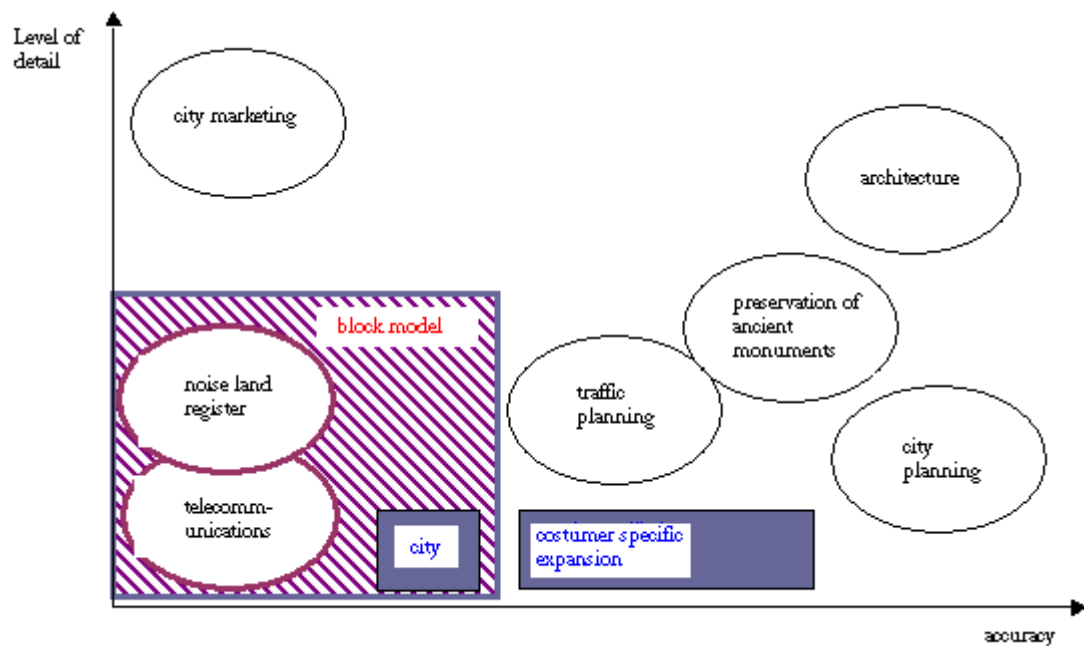 Level of
detail
city marketing
architecture
block model
preservation of
ancient
monuments
noise land
register
traffic
planning
city
planning
telecomm-
unications
city
costumer specific
expansion
accuracy